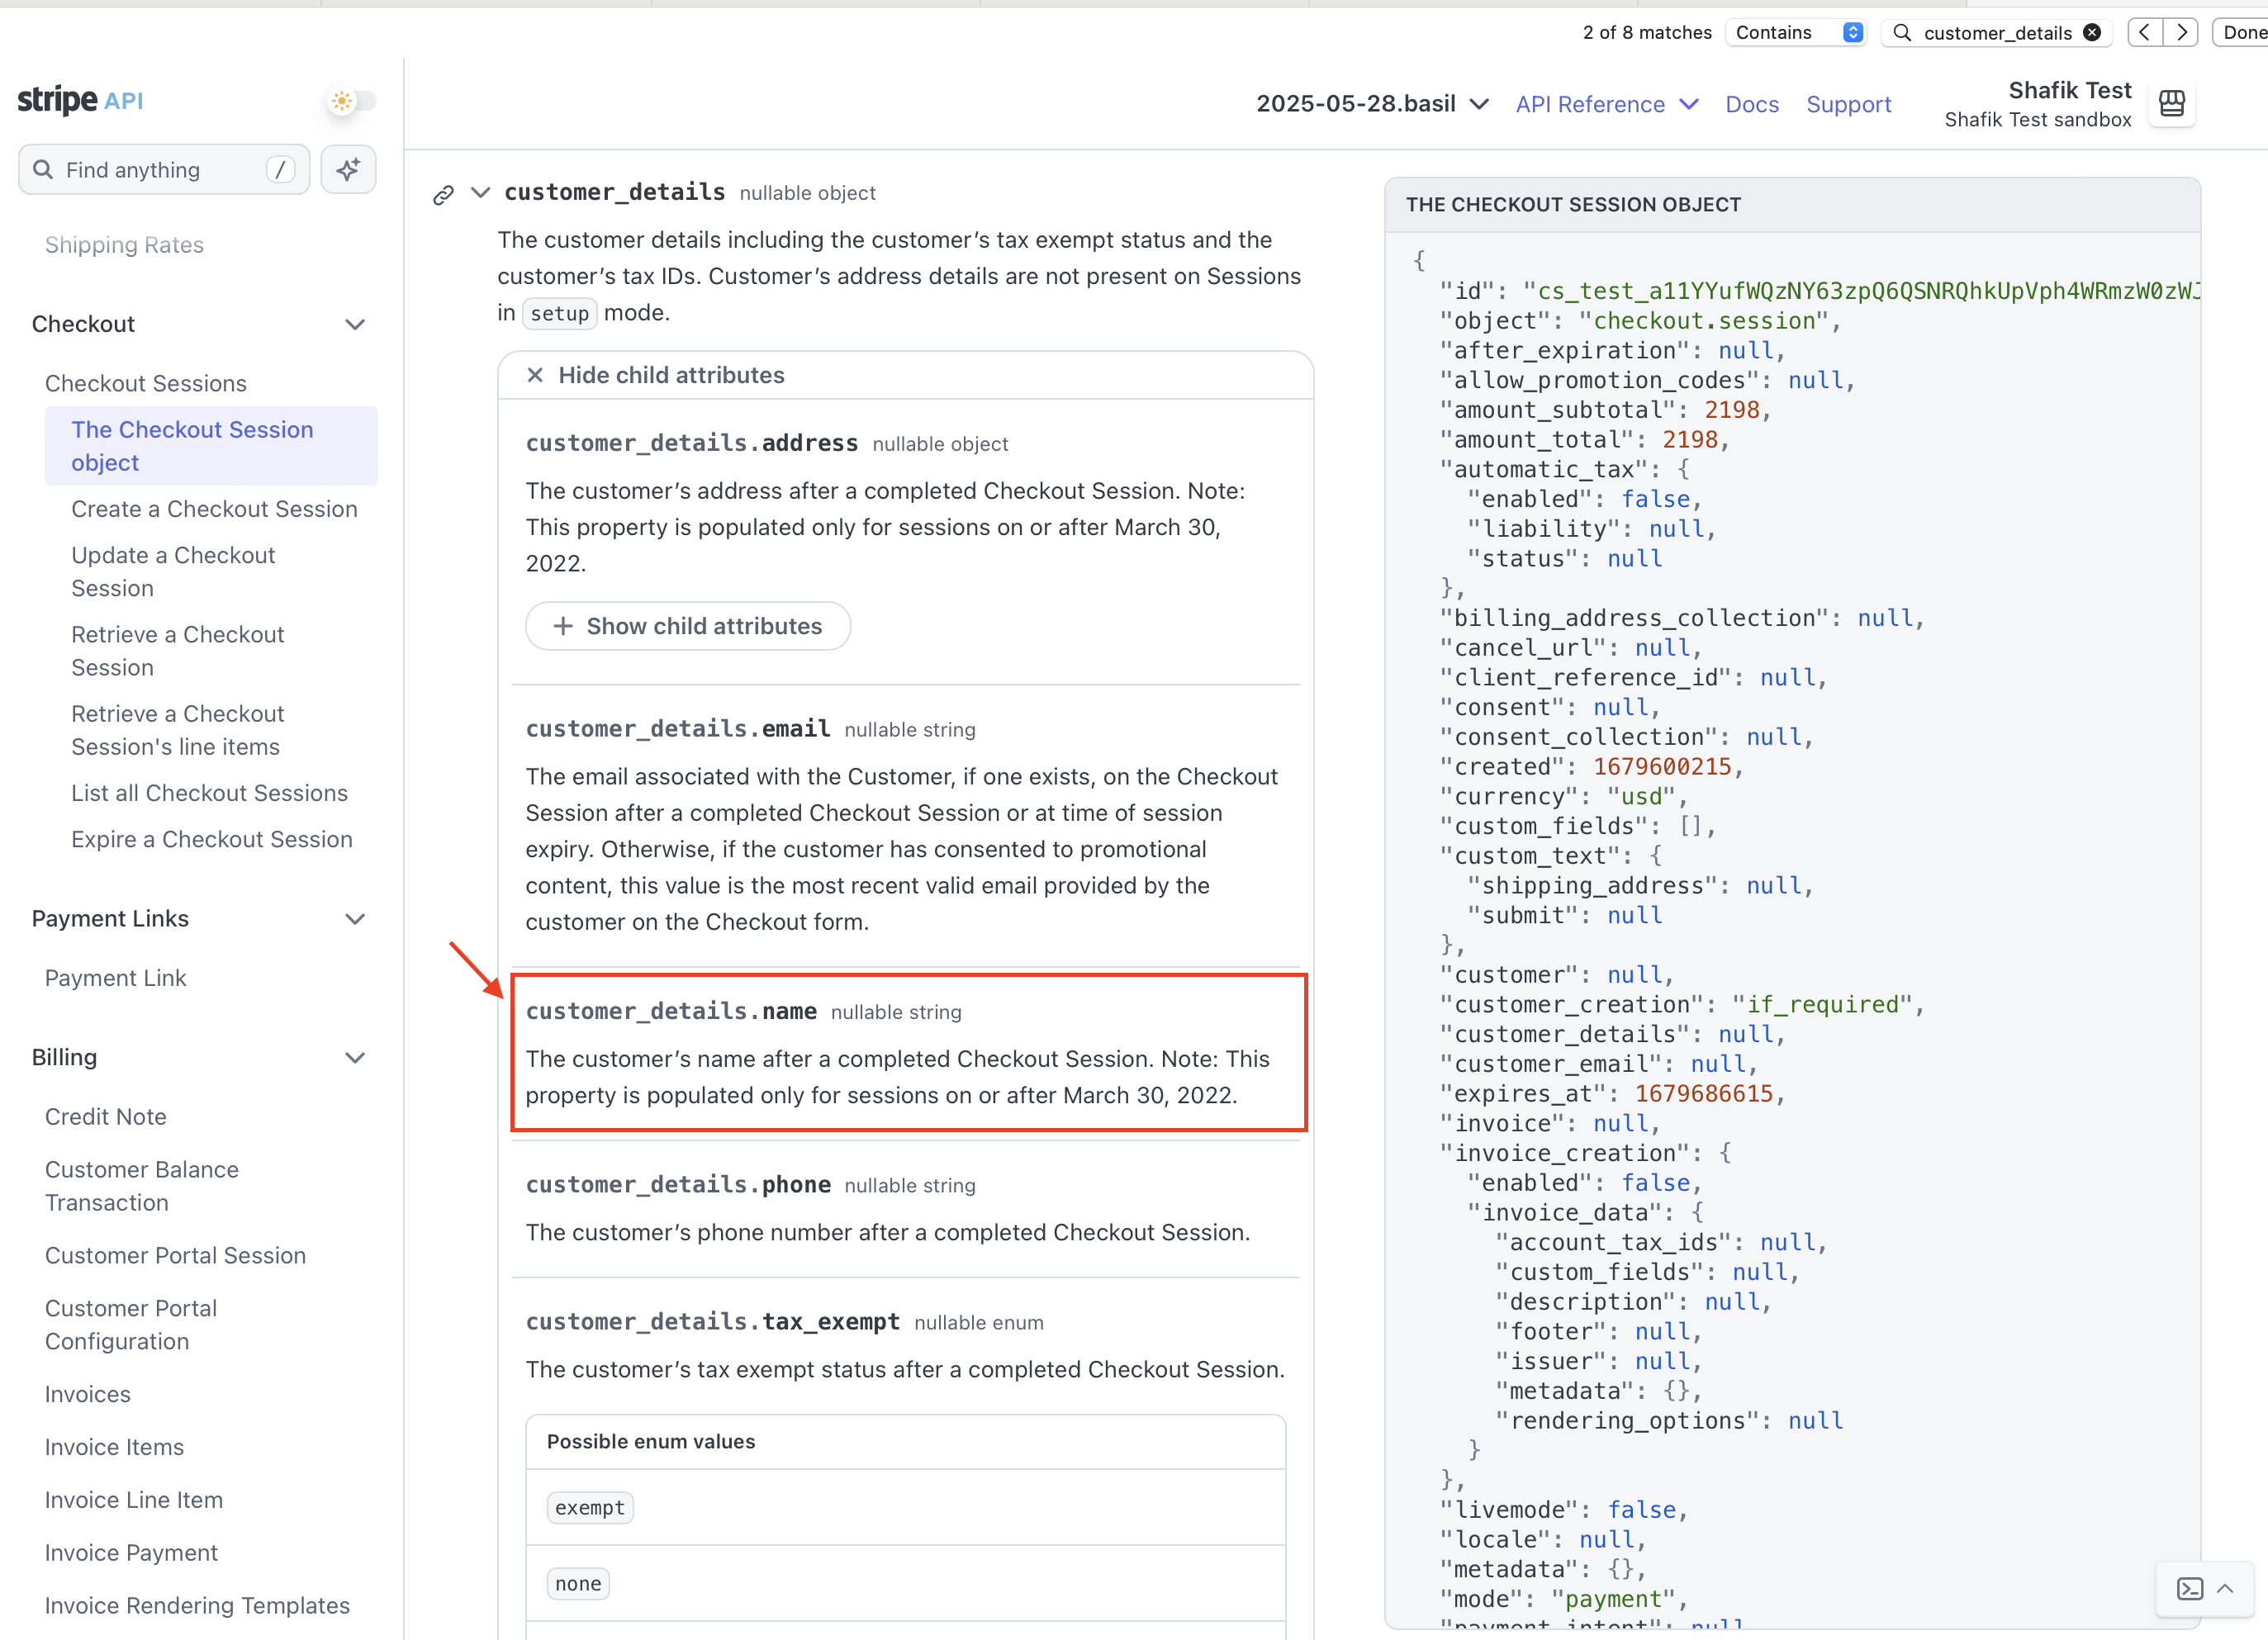 2 of 8 matches Contains customer_details Done
stripe API
2025-05-28.basil API Reference Docs Support
Shafik Test
Shafik Test sandbox
Find anything /
Shipping Rates
Checkout
Checkout Sessions
The Checkout Session
object
Create a Checkout Session
Update a Checkout
Session
Retrieve a Checkout
Session
Retrieve a Checkout
Session's line items
List all Checkout Sessions
Expire a Checkout Session
Payment Links
Payment Link
Billing
Credit Note
Customer Balance
Transaction
Customer Portal Session
Customer Portal
Configuration
Invoices
Invoice Items
Invoice Line Item
Invoice Payment
Invoice Rendering Templates
customer_details nullable object
The customer details including the customer’s tax exempt status and the
customer’s tax IDs. Customer’s address details are not present on Sessions
in setup mode.
Hide child attributes
customer_details.address nullable object
The customer’s address after a completed Checkout Session. Note:
This property is populated only for sessions on or after March 30,
2022.
Show child attributes
customer_details.email nullable string
The email associated with the Customer, if one exists, on the Checkout
Session after a completed Checkout Session or at time of session
expiry. Otherwise, if the customer has consented to promotional
content, this value is the most recent valid email provided by the
customer on the Checkout form.
customer_details.name nullable string
The customer’s name after a completed Checkout Session. Note: This
property is populated only for sessions on or after March 30, 2022.
customer_details.phone nullable string
The customer’s phone number after a completed Checkout Session.
customer_details.tax_exempt nullable enum
The customer’s tax exempt status after a completed Checkout Session.
Possible enum values
exempt
none
THE CHECKOUT SESSION OBJECT
{
"id": "cs_test_a11YYufWQzNY63zpQ6QSNRQhkUpVph4WRmzW0zWJ
"object": "checkout.session",
"after_expiration": null,
"allow_promotion_codes": null,
"amount_subtotal": 2198,
"amount_total": 2198,
"automatic_tax": {
"enabled": false,
"liability": null,
"status": null
},
"billing_address_collection": null,
"cancel_url": null,
"client_reference_id": null,
"consent": null,
"consent_collection": null,
"created": 1679600215,
"currency": "usd",
"custom_fields": [],
"custom_text": {
"shipping_address": null,
"submit": null
},
"customer": null,
"customer_creation": "if_required",
"customer_details": null,
"customer_email": null,
"expires_at": 1679686615,
"invoice": null,
"invoice_creation": {
"enabled": false,
"invoice_data": {
"account_tax_ids": null,
"custom_fields": null,
"description": null,
"footer": null,
"issuer": null,
"metadata": {},
"rendering_options": null
}
},
"livemode": false,
"locale": null,
"metadata": {},
"mode": "payment",
"payment_intent": null